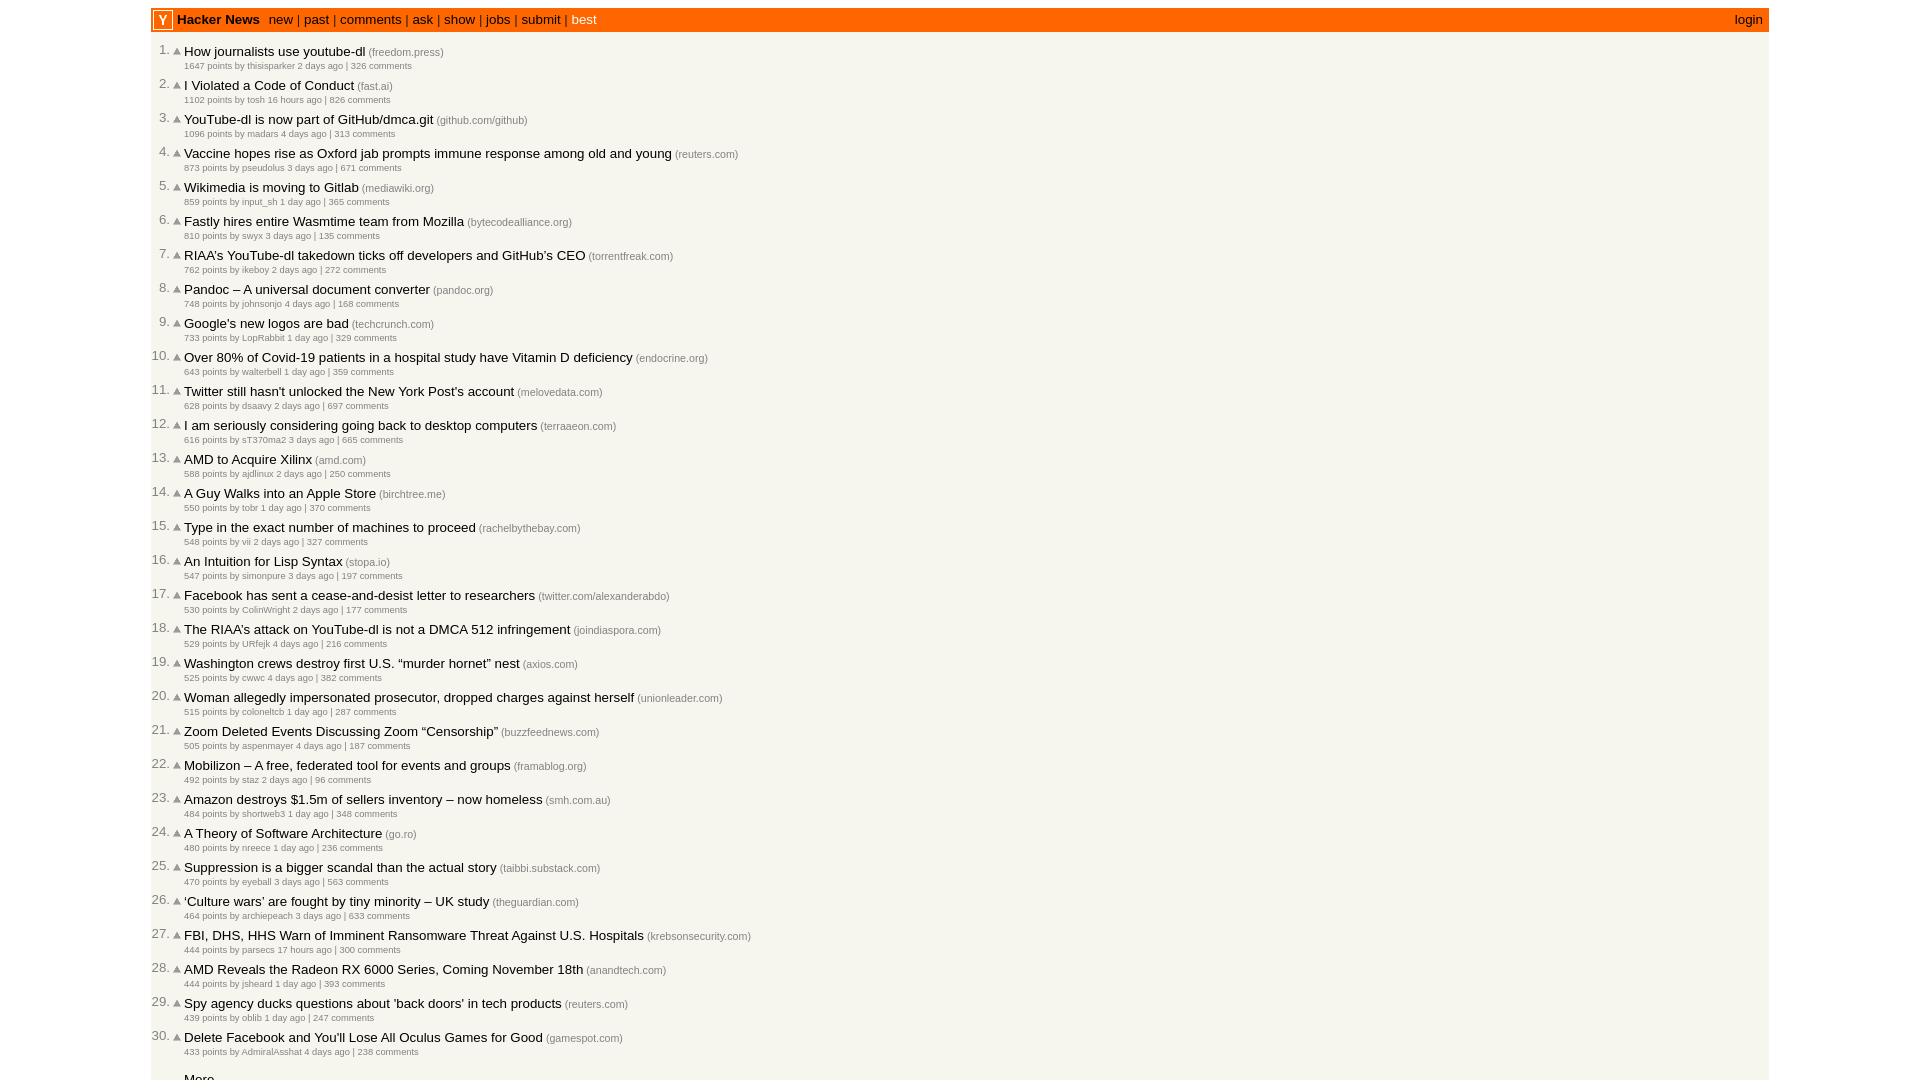 Y Hacker News new | past | comments | ask | show | jobs | submit | best login
1. How journalists use youtube-dl (freedom.press)
1647 points by thisisparker 2 days ago | 326 comments
2. I Violated a Code of Conduct (fast.ai)
1102 points by tosh 16 hours ago | 826 comments
3. YouTube-dl is now part of GitHub/dmca.git (github.com/github)
1096 points by madars 4 days ago | 313 comments
4. Vaccine hopes rise as Oxford jab prompts immune response among old and young (reuters.com)
873 points by pseudolus 3 days ago | 671 comments
5. Wikimedia is moving to Gitlab (mediawiki.org)
859 points by input_sh 1 day ago | 365 comments
6. Fastly hires entire Wasmtime team from Mozilla (bytecodealliance.org)
810 points by swyx 3 days ago | 135 comments
7. RIAA’s YouTube-dl takedown ticks off developers and GitHub’s CEO (torrentfreak.com)
762 points by ikeboy 2 days ago | 272 comments
8. Pandoc – A universal document converter (pandoc.org)
748 points by johnsonjo 4 days ago | 168 comments
9. Google's new logos are bad (techcrunch.com)
733 points by LopRabbit 1 day ago | 329 comments
10. Over 80% of Covid-19 patients in a hospital study have Vitamin D deficiency (endocrine.org)
643 points by walterbell 1 day ago | 359 comments
11. Twitter still hasn't unlocked the New York Post's account (melovedata.com)
628 points by dsaavy 2 days ago | 697 comments
12. I am seriously considering going back to desktop computers (terraaeon.com)
616 points by sT370ma2 3 days ago | 665 comments
13. AMD to Acquire Xilinx (amd.com)
588 points by ajdlinux 2 days ago | 250 comments
14. A Guy Walks into an Apple Store (birchtree.me)
550 points by tobr 1 day ago | 370 comments
15. Type in the exact number of machines to proceed (rachelbythebay.com)
548 points by vii 2 days ago | 327 comments
16. An Intuition for Lisp Syntax (stopa.io)
547 points by simonpure 3 days ago | 197 comments
17. Facebook has sent a cease-and-desist letter to researchers (twitter.com/alexanderabdo)
530 points by ColinWright 2 days ago | 177 comments
18. The RIAA’s attack on YouTube-dl is not a DMCA 512 infringement (joindiaspora.com)
529 points by URfejk 4 days ago | 216 comments
19. Washington crews destroy first U.S. “murder hornet” nest (axios.com)
525 points by cwwc 4 days ago | 382 comments
20. Woman allegedly impersonated prosecutor, dropped charges against herself (unionleader.com)
515 points by coloneltcb 1 day ago | 287 comments
21. Zoom Deleted Events Discussing Zoom “Censorship” (buzzfeednews.com)
505 points by aspenmayer 4 days ago | 187 comments
22. Mobilizon – A free, federated tool for events and groups (framablog.org)
492 points by staz 2 days ago | 96 comments
23. Amazon destroys $1.5m of sellers inventory – now homeless (smh.com.au)
484 points by shortweb3 1 day ago | 348 comments
24. A Theory of Software Architecture (go.ro)
480 points by nreece 1 day ago | 236 comments
25. Suppression is a bigger scandal than the actual story (taibbi.substack.com)
470 points by eyeball 3 days ago | 563 comments
26. ‘Culture wars’ are fought by tiny minority – UK study (theguardian.com)
464 points by archiepeach 3 days ago | 633 comments
27. FBI, DHS, HHS Warn of Imminent Ransomware Threat Against U.S. Hospitals (krebsonsecurity.com)
444 points by parsecs 17 hours ago | 300 comments
28. AMD Reveals the Radeon RX 6000 Series, Coming November 18th (anandtech.com)
444 points by jsheard 1 day ago | 393 comments
29. Spy agency ducks questions about 'back doors' in tech products (reuters.com)
439 points by oblib 1 day ago | 247 comments
30. Delete Facebook and You'll Lose All Oculus Games for Good (gamespot.com)
433 points by AdmiralAsshat 4 days ago | 238 comments
More